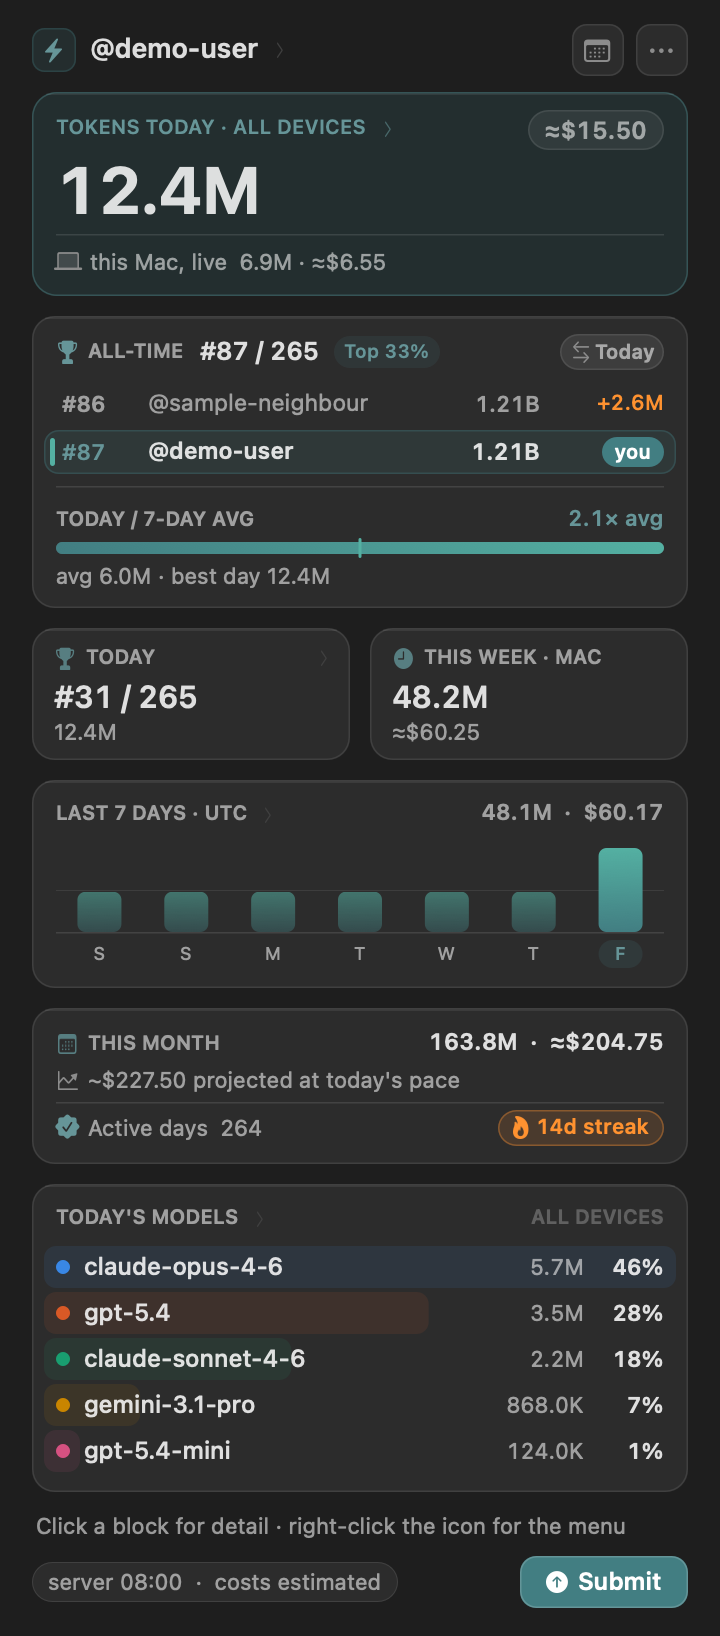 @demo-user
TOKENS TODAY · ALL DEVICES
≈$15.50
12.4M
this Mac, live 6.9M · ≈$6.55
ALL-TIME #87 / 265 Top 33% Today
#86 @sample-neighbour 1.21B +2.6M
#87 @demo-user 1.21B you
TODAY / 7-DAY AVG 2.1× avg
avg 6.0M · best day 12.4M
TODAY
#31 / 265
12.4M
THIS WEEK · MAC
48.2M
≈$60.25
LAST 7 DAYS · UTC 48.1M · $60.17
S S M T W T F
THIS MONTH 163.8M · ≈$204.75
~$227.50 projected at today's pace
Active days 264 14d streak
TODAY'S MODELS ALL DEVICES
claude-opus-4-6 5.7M 46%
gpt-5.4 3.5M 28%
claude-sonnet-4-6 2.2M 18%
gemini-3.1-pro 868.0K 7%
gpt-5.4-mini 124.0K 1%
Click a block for detail · right-click the icon for the menu
server 08:00 · costs estimated
Submit